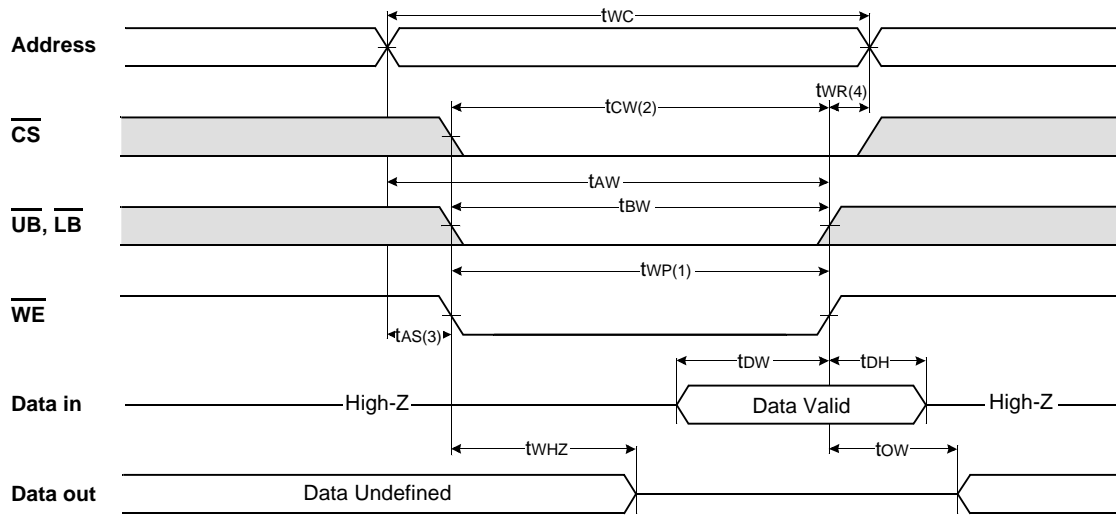 tWC
Address
tCW(2)
tWR(4)
CS
tAW
tBW
UB, LB
tWP(1)
WE
tAS(3)
tDW
tDH
Data in
High-Z
Data Valid
High-Z
tWHZ
tOW
Data out
Data Undefined